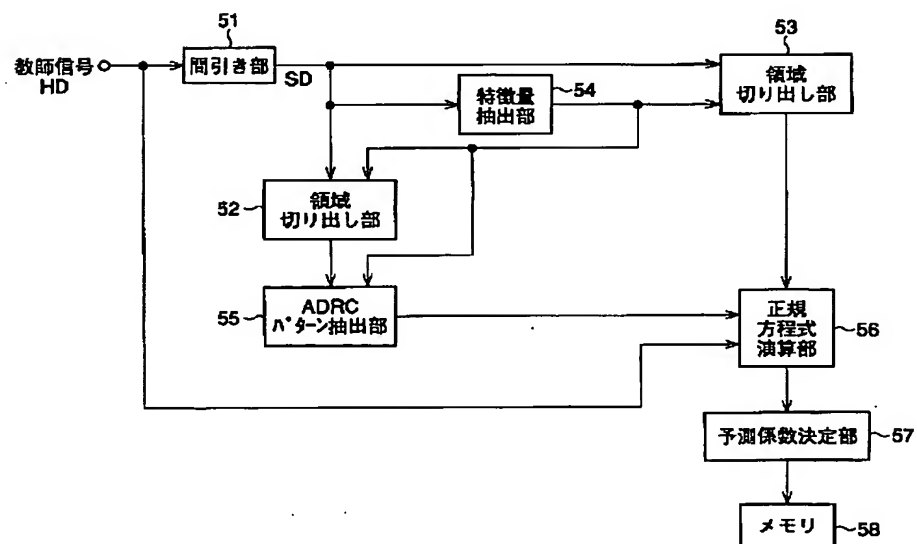 51
教師信号
HD
間引き部
SD
53
領域
切り出し部
特徴量
抽出部
54
52
領域
切り出し部
55
ADRC
パターン抽出部
正規
方程式
演算部
56
予測係数決定部
57
メモリ
58